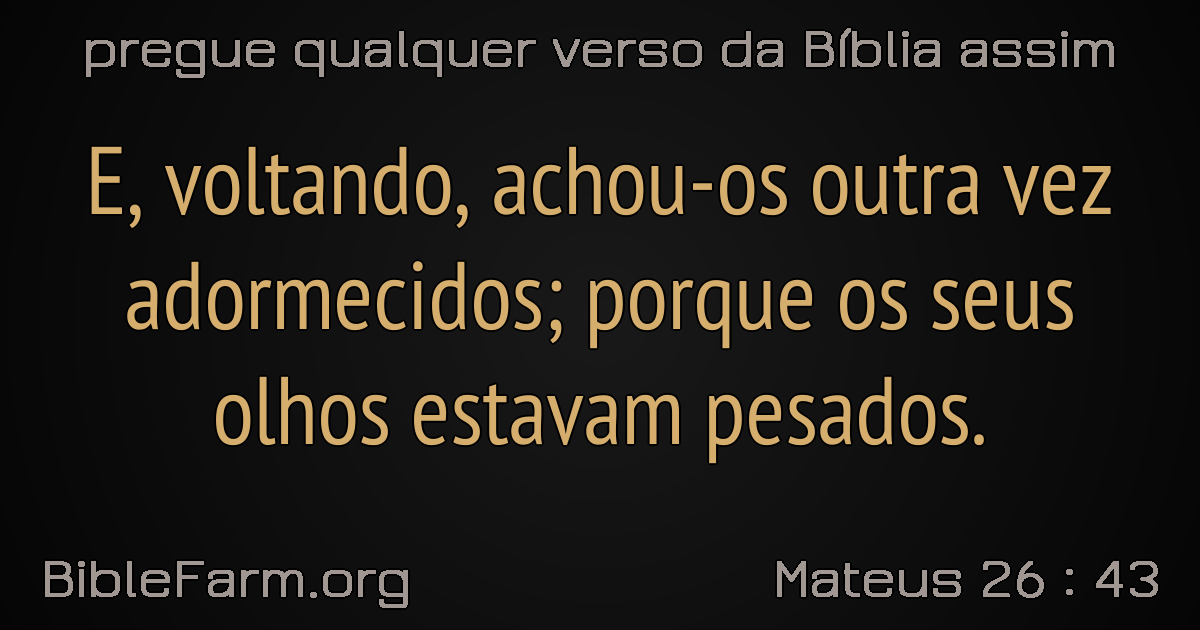 pregue qualquer verso da Bíblia assim
E, voltando, achou-os outra vez
adormecidos; porque os seus
olhos estavam pesados.
BibleFarm.org
Mateus 26 : 43